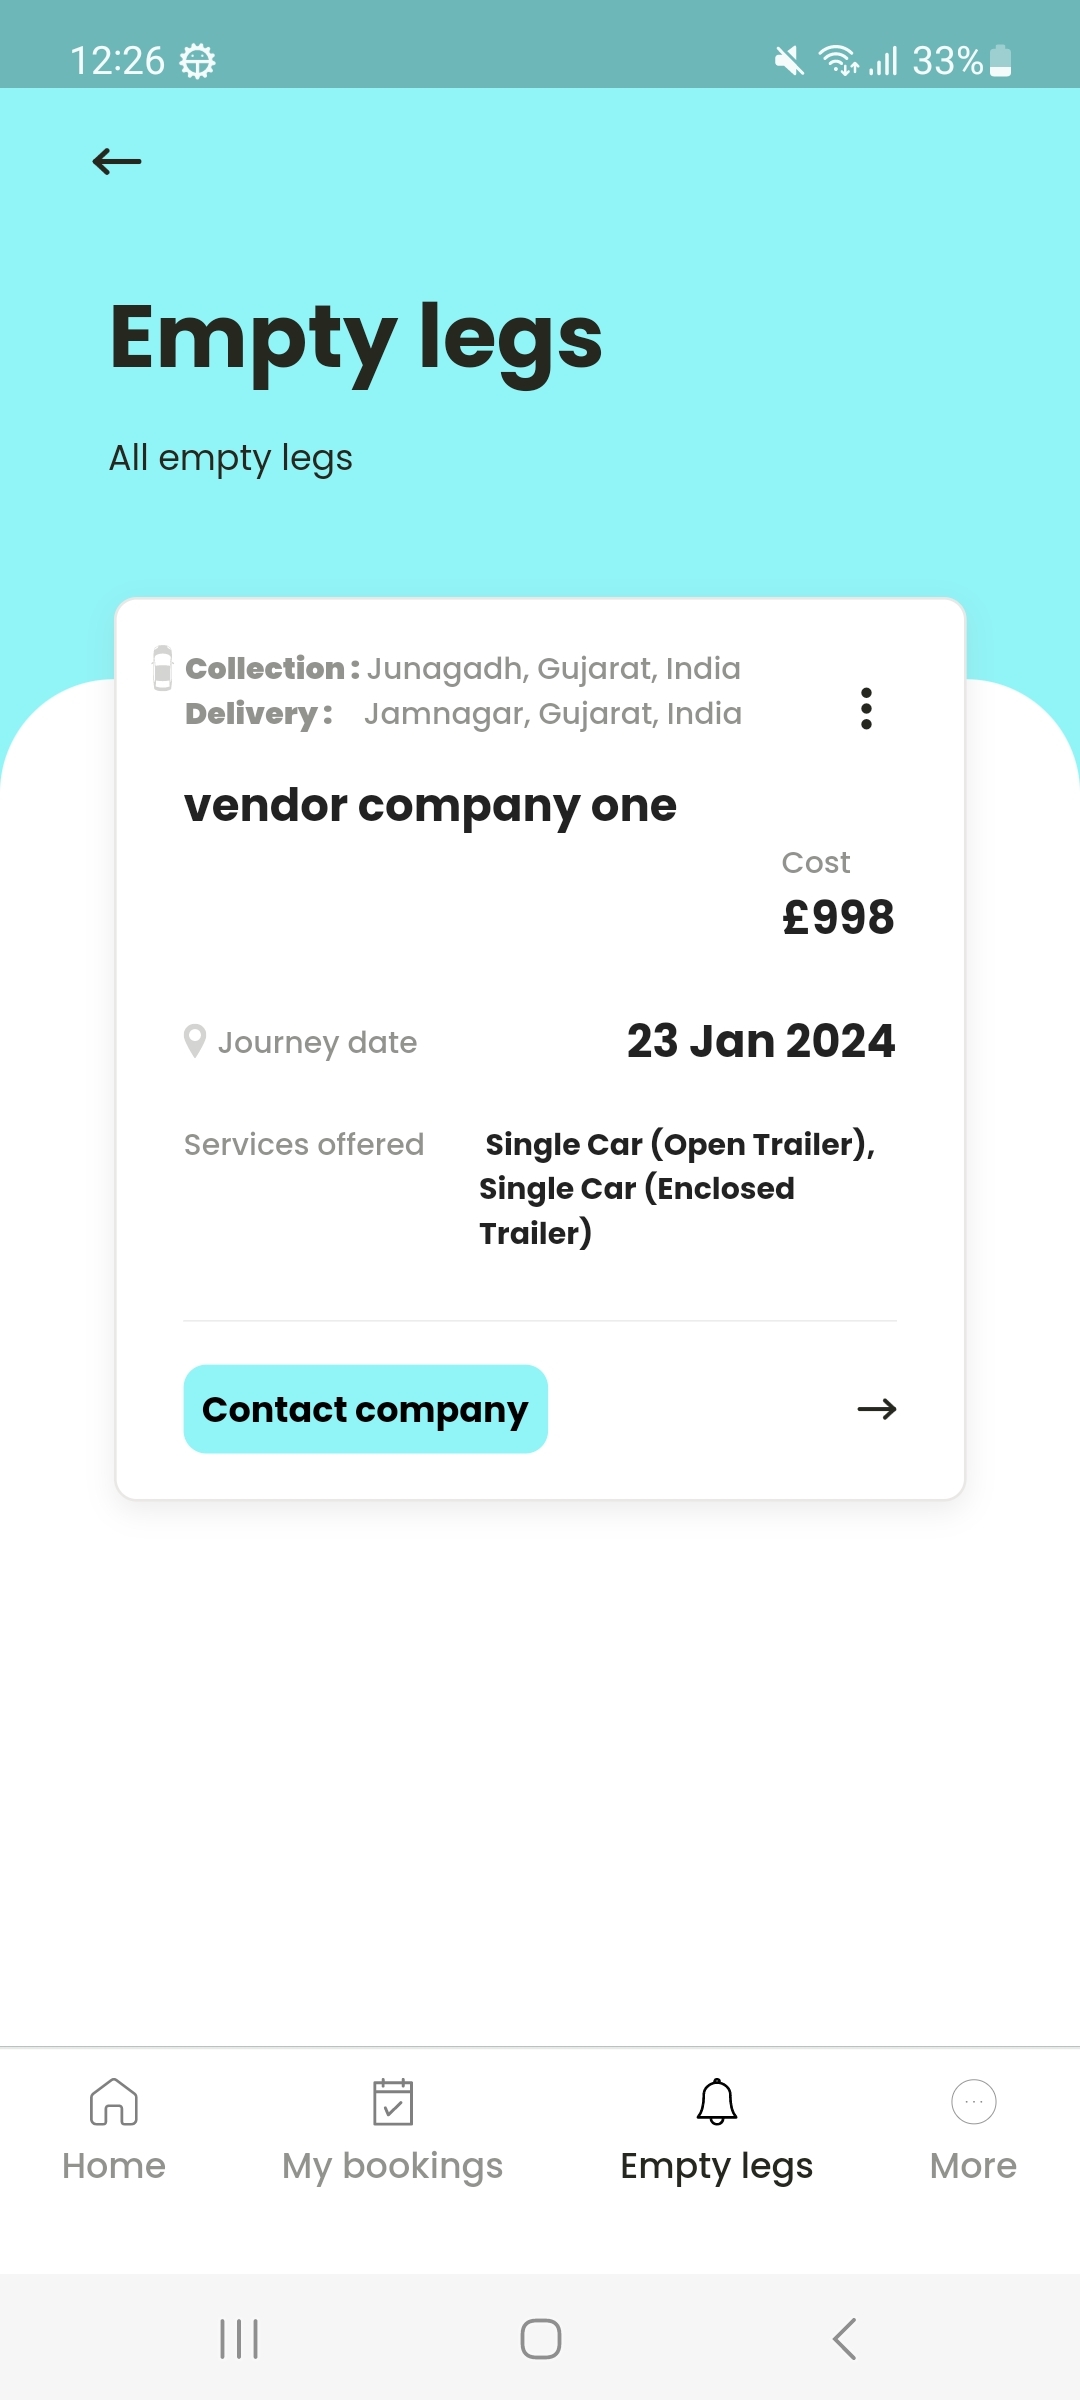 12:26 33%
Empty legs
All empty legs
Collection : Junagadh, Gujarat, India
Delivery : Jamnagar, Gujarat, India
vendor company one
Cost
£998
Journey date 23 Jan 2024
Services offered Single Car (Open Trailer),
Single Car (Enclosed
Trailer)
Contact company
Home My bookings Empty legs More